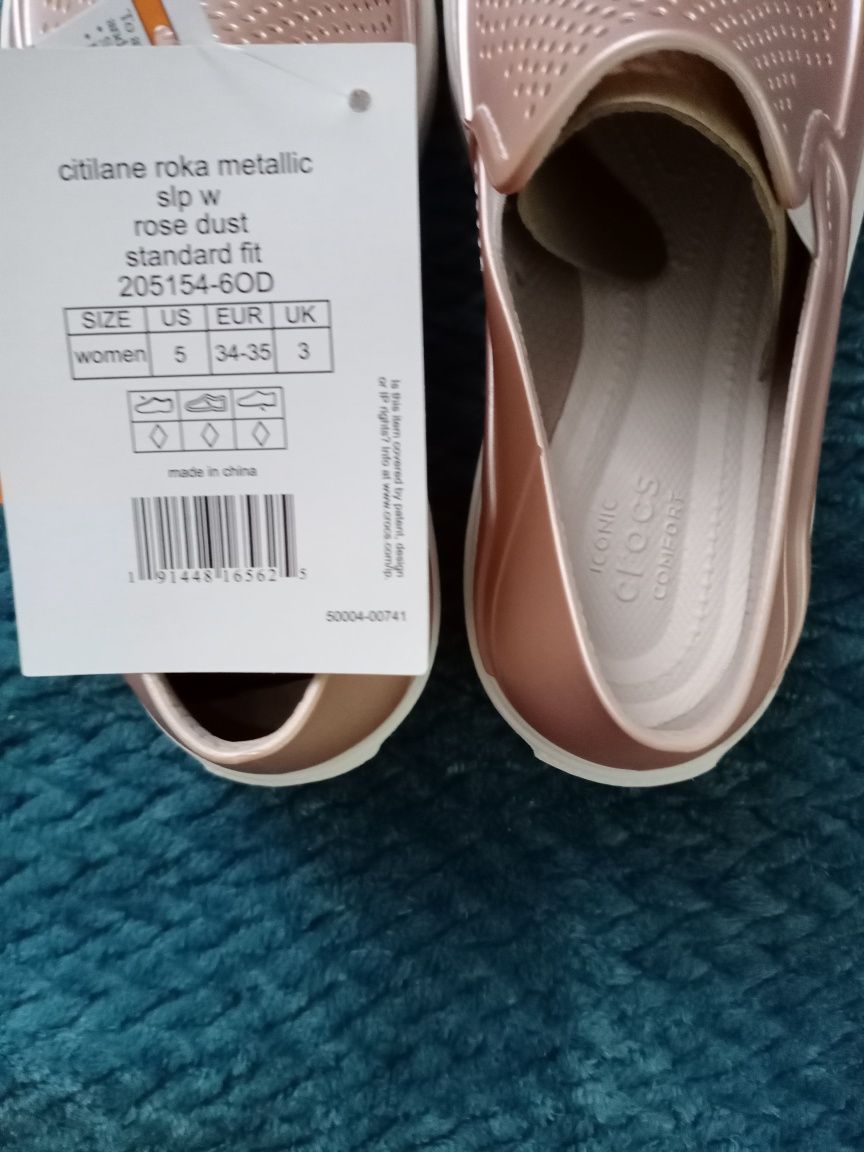 citilane roka metallic
slp w
rose dust
standard fit
205154-6OD
SIZE US EUR UK
women 5 34-35 3
made in china
1 91448 16562 5
Is this item covered by patent, design
or IP rights? Info at www.crocs.com/ip.
50004-00741
ICONIC
crocs
COMFORT